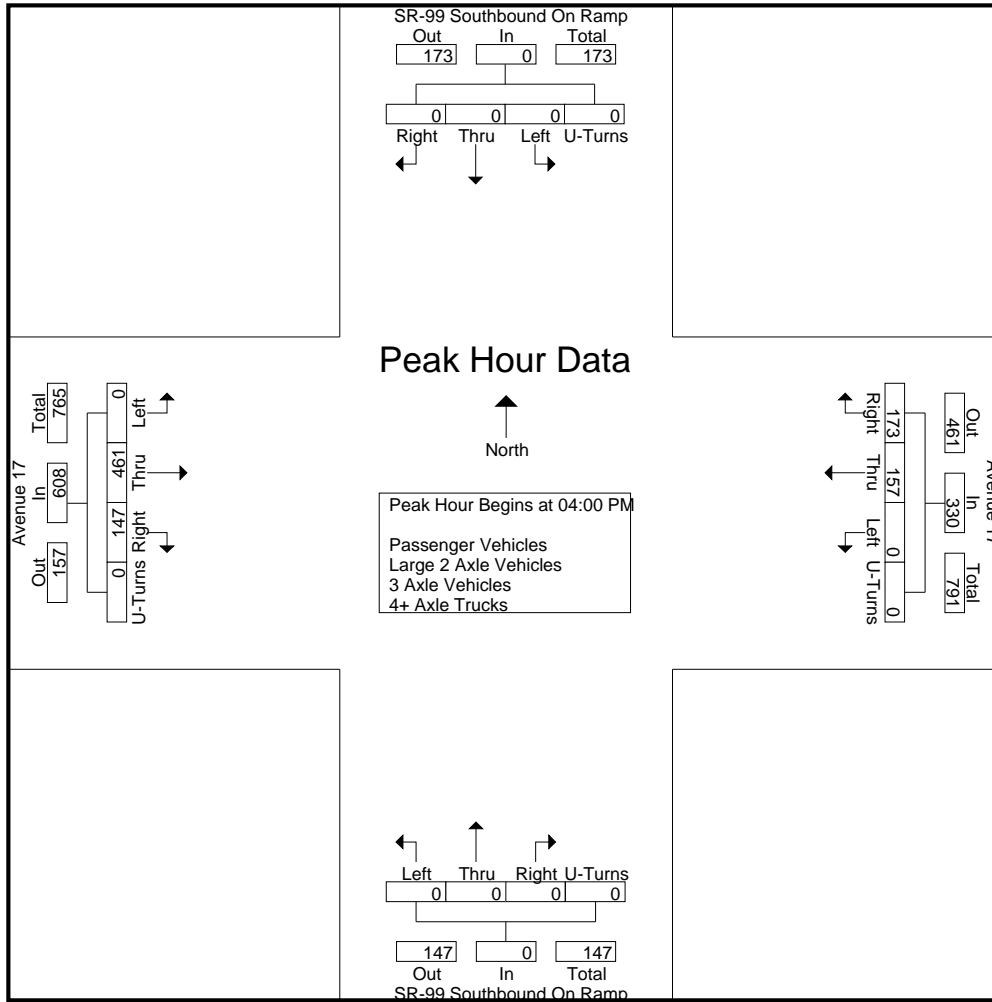 SR-99 Southbound On Ramp
Out In Total
173 0 173
0 0 0 0
Right Thru Left U-Turns
Peak Hour Data
North
Peak Hour Begins at 04:00 PM
Passenger Vehicles
Large 2 Axle Vehicles
3 Axle Vehicles
4+ Axle Trucks
Avenue 17
Out In Total
157 608 765
0 461 147 0
Left Thru Right U-Turns
Avenue 17
Out In Total
461 330 791
173 157 0 0
Right Thru Left U-Turns
Left Thru Right U-Turns
0 0 0 0
147 0 147
Out In Total
SR-99 Southbound On Ramp